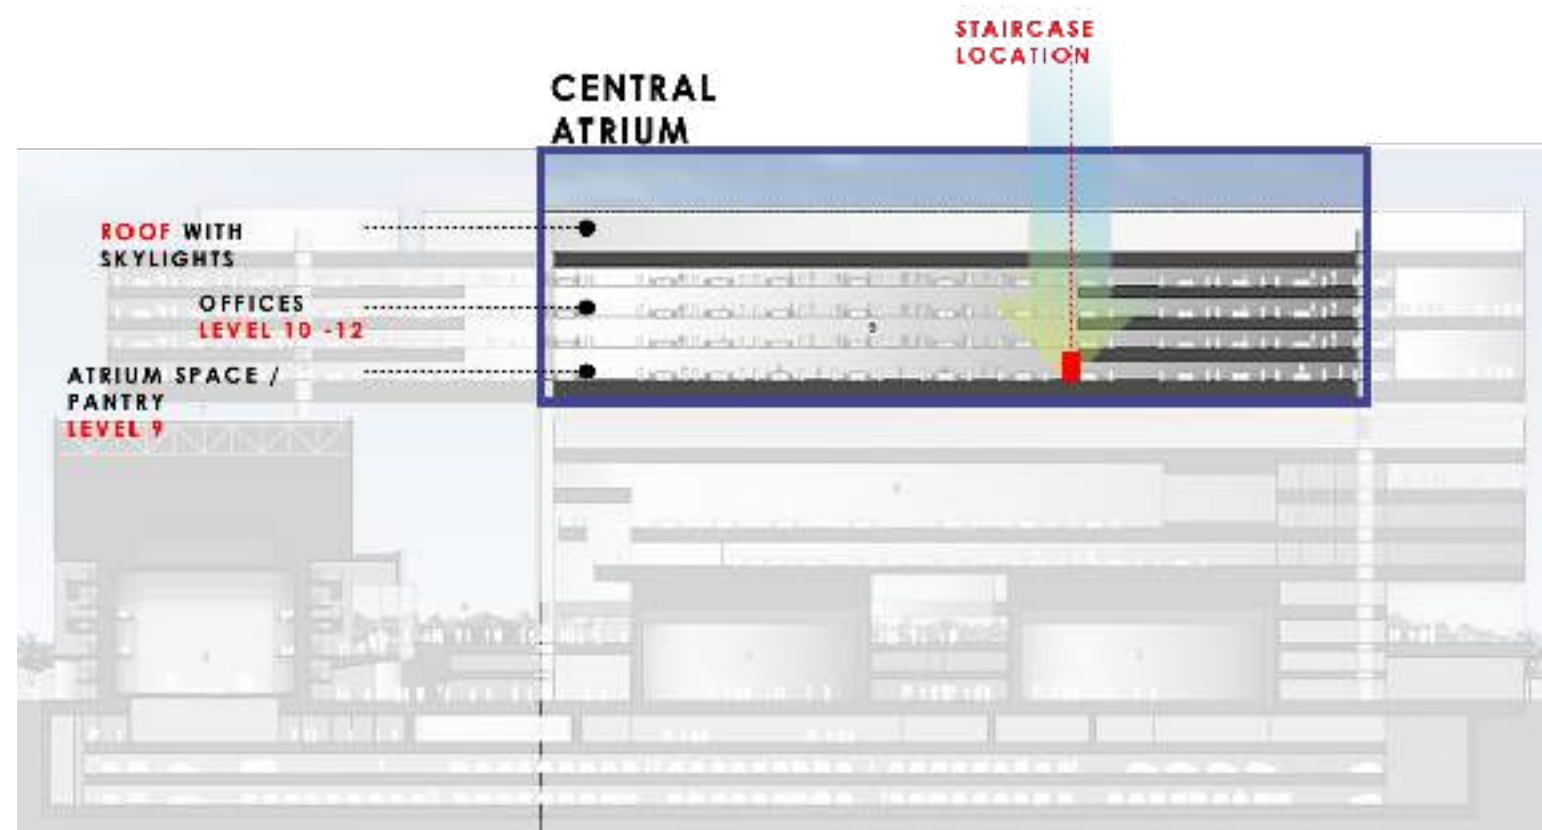 STAIRCASE
LOCATION
CENTRAL
ATRIUM
ROOF WITH
SKYLIGHTS
OFFICES
LEVEL 10 -12
ATRIUM SPACE /
PANTRY
LEVEL 9